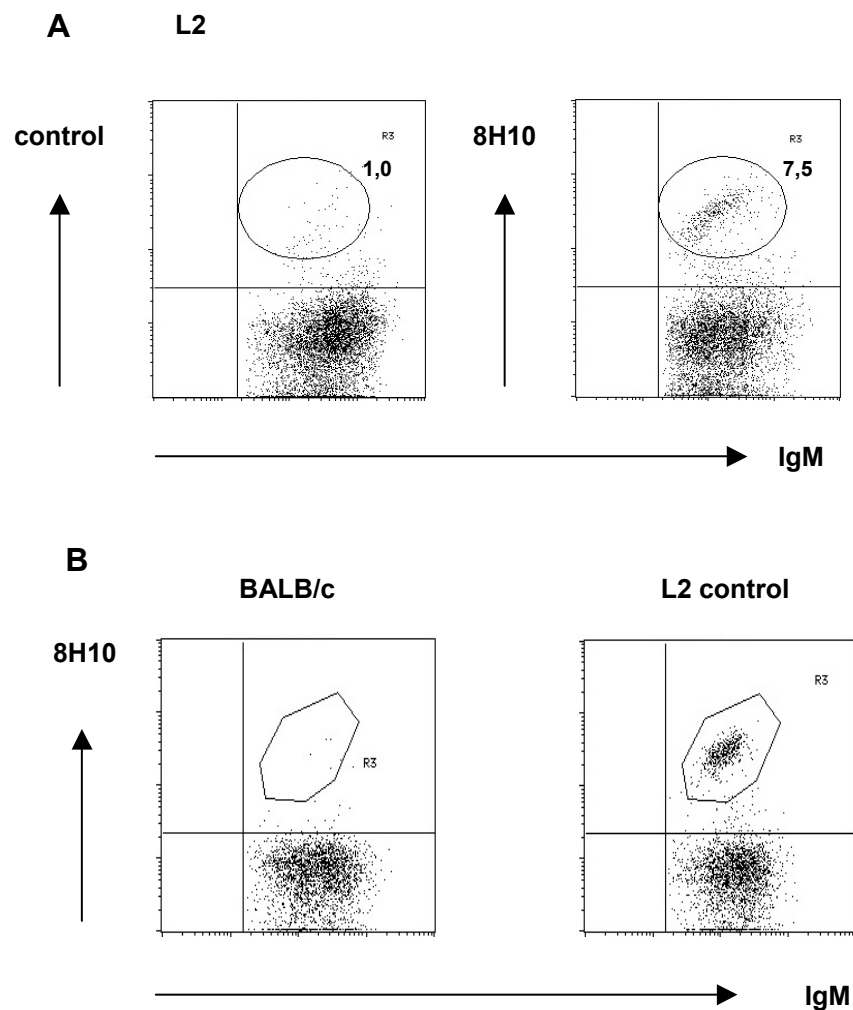 A L2
control 8H10
R3 R3
1,0 7,5
IgM
B
BALB/c L2 control
8H10
R3
R3
IgM